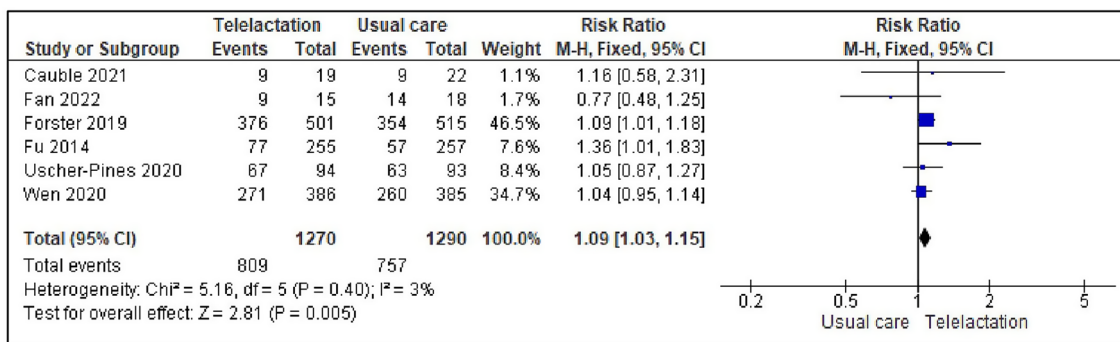 Telelactation Usual care Risk Ratio Risk Ratio
Study or Subgroup Events Total Events Total Weight M-H, Fixed, 95% CI M-H, Fixed, 95% CI
Cauble 2021 9 19 9 22 1.1% 1.16 [0.58, 2.31]
Fan 2022 9 15 14 18 1.7% 0.77 [0.48, 1.25]
Forster 2019 376 501 354 515 46.5% 1.09 [1.01, 1.18]
Fu 2014 77 255 57 257 7.6% 1.36 [1.01, 1.83]
Uscher-Pines 2020 67 94 63 93 8.4% 1.05 [0.87, 1.27]
Wen 2020 271 386 260 385 34.7% 1.04 [0.95, 1.14]
Total (95% CI) 1270 1290 100.0% 1.09 [1.03, 1.15]
Total events 809 757
Heterogeneity: Chi² = 5.16, df = 5 (P = 0.40); I² = 3%
Test for overall effect: Z = 2.81 (P = 0.005)
0.2 0.5 1 2 5
Usual care Telelactation